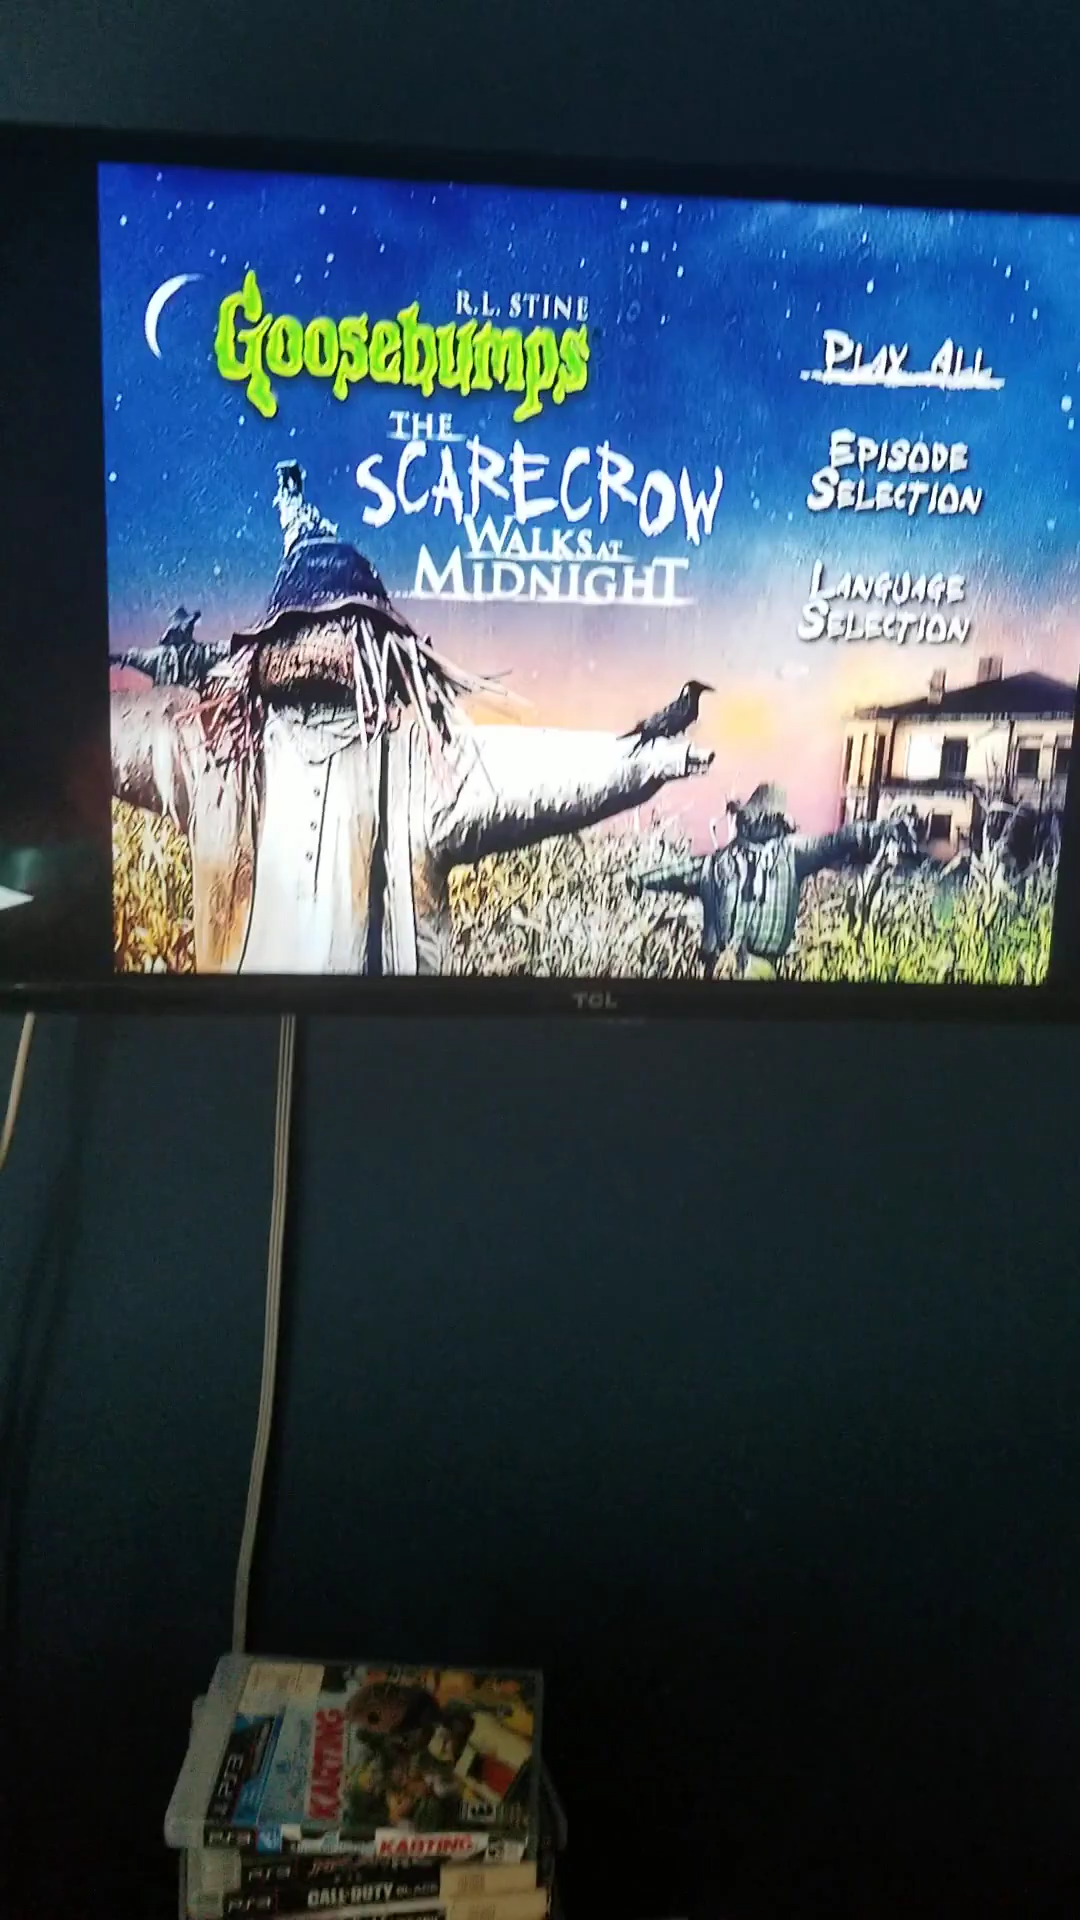 R.L. STINE
Goosebumps
THE
SCARECROW
WALKS AT
MIDNIGHT
PLAY ALL
EPISODE
SELECTION
LANGUAGE
SELECTION
TCL
PS3
KARTING
PS3
KARTING
PS3
PS3
CALL OF DUTY BLACK